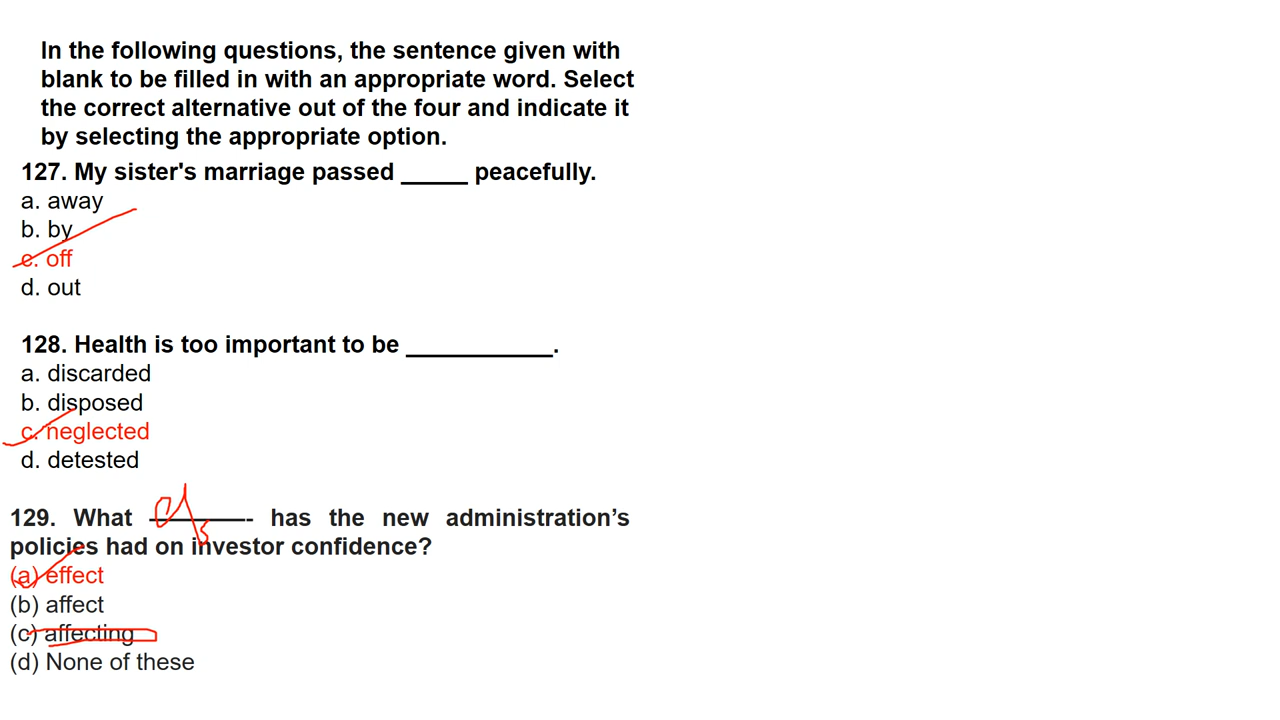 In the following questions, the sentence given with
blank to be filled in with an appropriate word. Select
the correct alternative out of the four and indicate it
by selecting the appropriate option.
127. My sister's marriage passed _____ peacefully.
a. away
b. by
c. off
d. out
128. Health is too important to be ___________.
a. discarded
b. disposed
c. neglected
d. detested
129. What ————- has the new administration’s
policies had on investor confidence?
(a) effect
(b) affect
(c) affecting
(d) None of these